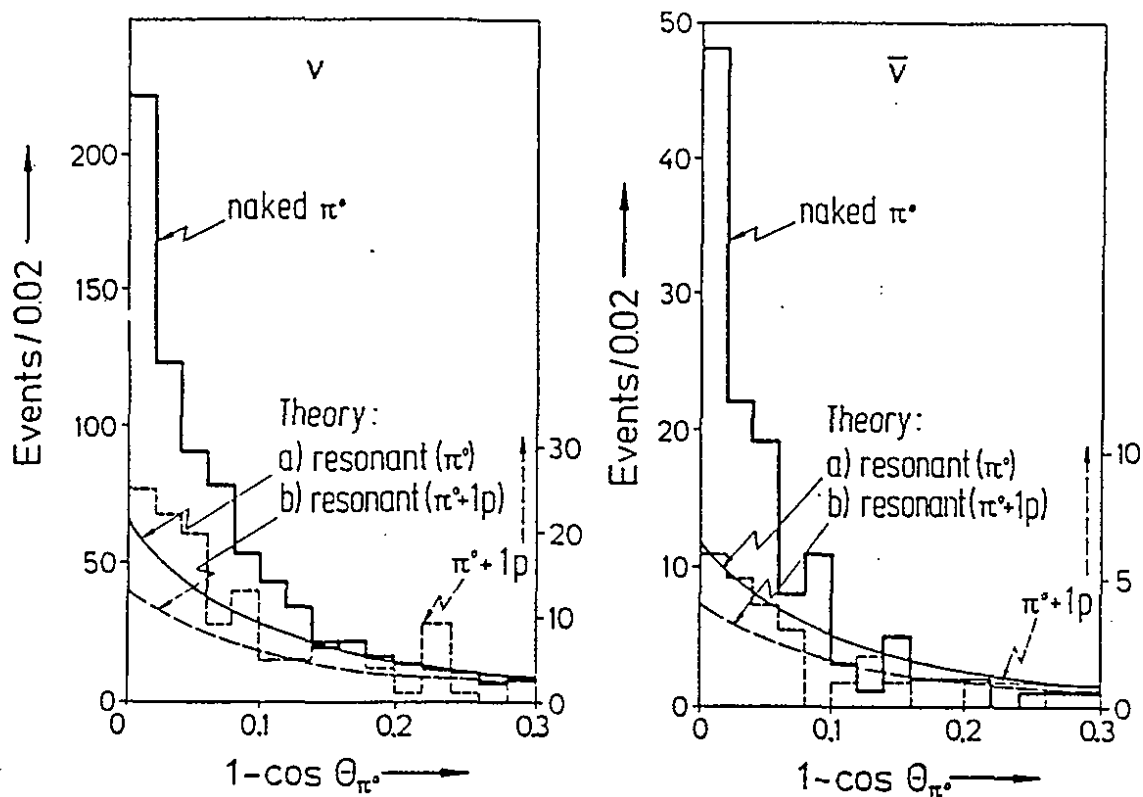 ν
Events/0.02
200
150
100
50
0
naked π°
Theory:
a) resonant (π°)
b) resonant (π°+1p)
π°+1p
30
20
10
0
0
0.1
0.2
0.3
1-cos Θπ°
ν̅
Events/0.02
50
40
30
20
10
0
naked π°
Theory:
a) resonant (π°)
b) resonant (π°+1p)
π°+1p
10
5
0
0
0.1
0.2
0.3
1-cos Θπ°